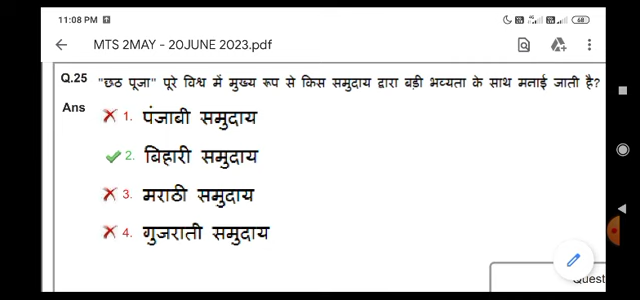 11:08 PM
60
MTS 2MAY - 20JUNE 2023.pdf
Q.25 "छठ पूजा" पूरे विश्व में मुख्य रूप से किस समुदाय द्वारा बड़ी भव्यता के साथ मनाई जाती है?
Ans
1. पंजाबी समुदाय
2. बिहारी समुदाय
3. मराठी समुदाय
4. गुजराती समुदाय
Quest